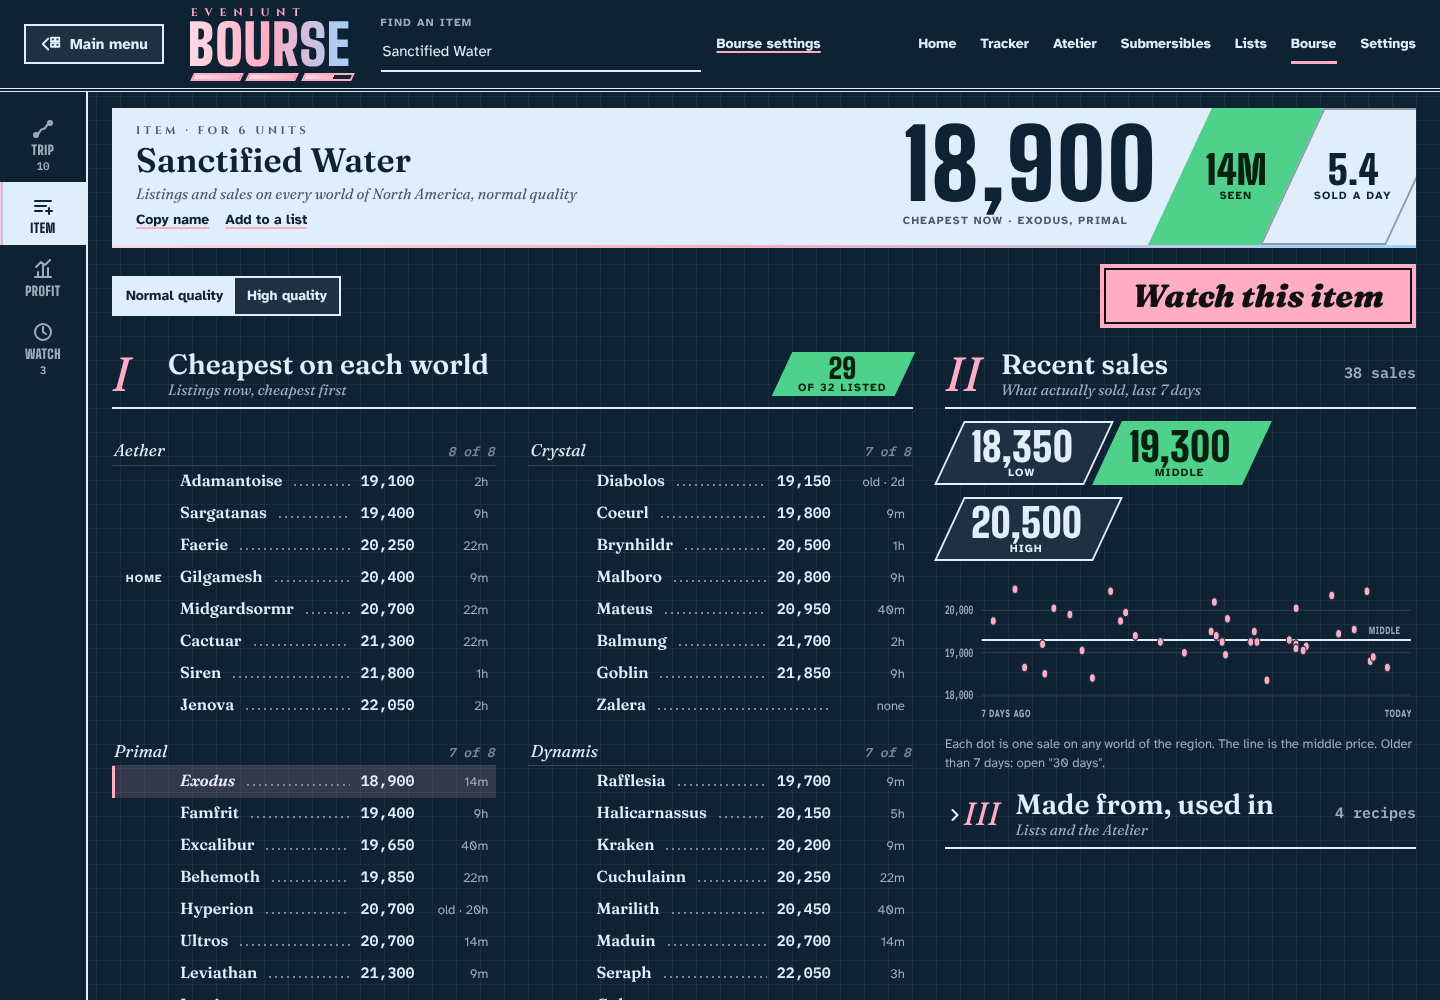 Main menu
EVENIUNT
BOURSE
FIND AN ITEM
Sanctified Water
Bourse settings
Home
Tracker
Atelier
Submersibles
Lists
Bourse
Settings
TRIP
10
ITEM
PROFIT
WATCH
3
ITEM · FOR 6 UNITS
Sanctified Water
Listings and sales on every world of North America, normal quality
Copy name
Add to a list
18,900
CHEAPEST NOW · EXODUS, PRIMAL
14M
SEEN
5.4
SOLD A DAY
Normal quality
High quality
Watch this item
I
Cheapest on each world
Listings now, cheapest first
29
OF 32 LISTED
Aether 8 of 8
Adamantoise 19,100 2h
Sargatanas 19,400 9h
Faerie 20,250 22m
HOME Gilgamesh 20,400 9m
Midgardsormr 20,700 22m
Cactuar 21,300 22m
Siren 21,800 1h
Jenova 22,050 2h
Crystal 7 of 8
Diabolos 19,150 old · 2d
Coeurl 19,800 9m
Brynhildr 20,500 1h
Malboro 20,800 9h
Mateus 20,950 40m
Balmung 21,700 2h
Goblin 21,850 9h
Zalera none
Primal 7 of 8
Exodus 18,900 14m
Famfrit 19,400 9h
Excalibur 19,650 40m
Behemoth 19,850 22m
Hyperion 20,700 old · 20h
Ultros 20,700 14m
Leviathan 21,300 9m
Dynamis 7 of 8
Rafflesia 19,700 9m
Halicarnassus 20,150 5h
Kraken 20,200 9m
Cuchulainn 20,250 22m
Marilith 20,450 40m
Maduin 20,700 14m
Seraph 22,050 3h
II
Recent sales
What actually sold, last 7 days
38 sales
18,350
LOW
19,300
MIDDLE
20,500
HIGH
20,000
MIDDLE
19,000
18,000
7 DAYS AGO
TODAY
Each dot is one sale on any world of the region. The line is the middle price. Older
than 7 days: open "30 days".
III
Made from, used in
Lists and the Atelier
4 recipes